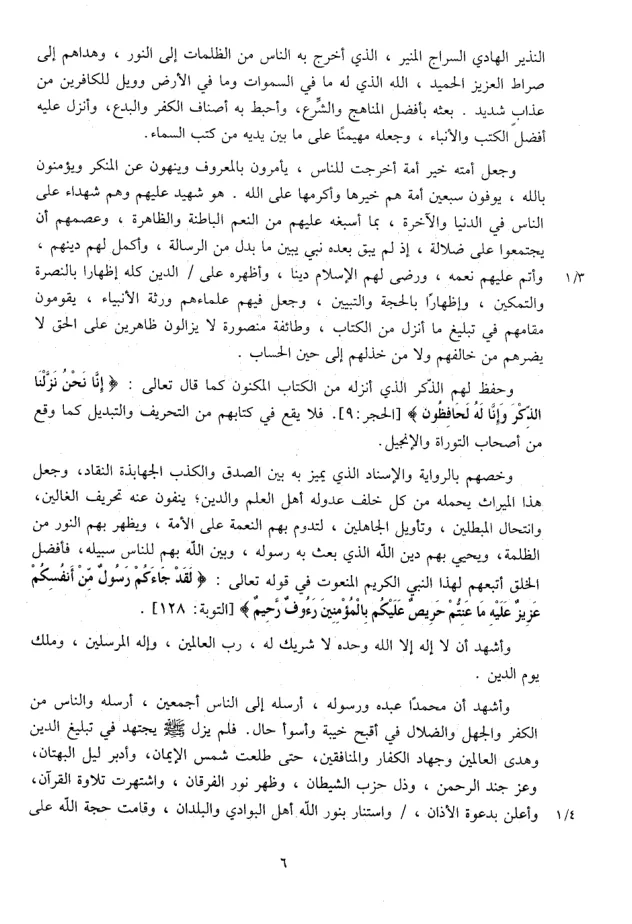 النذير الهادي السراج المنير ، الذي أخرج به الناس من الظلمات إلى النور ، وهداهم إلى
صراط العزيز الحميد ، الله الذي له ما في السموات وما في الأرض وويل للكافرين من
عذاب شديد . بعثه بأفضل المناهج والشِّرع، وأحبط به أصناف الكفر والبدع، وأنزل عليه
أفضل الكتب والأنباء ، وجعله مهيمنًا على ما بين يديه من كتب السماء.
وجعل أمته خير أمة أخرجت للناس ، يأمرون بالمعروف وينهون عن المنكر ويؤمنون
بالله ، يوفون سبعين أمة هم خيرها وأكرمها على الله . هو شهيد عليهم وهم شهداء على
الناس في الدنيا والآخرة ، بما أسبغه عليهم من النعم الباطنة والظاهرة ، وعصمهم أن
يجتمعوا على ضلالة ، إذ لم يبق بعده نبي يبين ما بدل من الرسالة ، وأكمل لهم دينهم ،
وأتم عليهم نعمه ، ورضى لهم الإسلام دينا ، وأظهره على / الدين كله إظهارا بالنصرة ١/٣
والتمكين ، وإظهارًا بالحجة والتبيين ، وجعل فيهم علماءهم ورثة الأنبياء ، يقومون
مقامهم في تبليغ ما أنزل من الكتاب ، وطائفة منصورة لا يزالون ظاهرين على الحق لا
يضرهم من خالفهم ولا من خذلهم إلى حين الحساب .
وحفظ لهم الذكر الذي أنزله من الكتاب المكنون كما قال تعالى : ﴿ إِنَّا نَحْنُ نَزَّلْنَا
الذِّكْرَ وَإِنَّا لَهُ لَحَافِظُون ﴾ [الحجر:٩]. فلا يقع في كتابهم من التحريف والتبديل كما وقع
من أصحاب التوراة والإنجيل.
وخصهم بالرواية والإسناد الذي يميز به بين الصدق والكذب الجهابذة النقاد، وجعل
هذا الميراث يحمله من كل خلف عدوله أهل العلم والدين؛ ينفون عنه تحريف الغالين،
وانتحال المبطلين ، وتأويل الجاهلين ، لتدوم بهم النعمة على الأمة ، ويظهر بهم النور من
الظلمة، ويحيي بهم دين الله الذي بعث به رسوله ، وبين الله بهم للناس سبيله، فأفضل
الخلق أتبعهم لهذا النبي الكريم المنعوت في قوله تعالى : ﴿ لَقَدْ جَاءَكُمْ رَسُولٌ مِّنْ أَنفُسِكُمْ
عَزِيزٌ عَلَيْهِ مَا عَنِتُّمْ حَرِيصٌ عَلَيْكُم بِالْمُؤْمِنِينَ رَءُوفٌ رَّحِيمٌ ﴾ [التوبة: ١٢٨] .
وأشهد أن لا إله إلا الله وحده لا شريك له ، رب العالمين ، وإله المرسلين ، وملك
يوم الدين .
وأشهد أن محمدًا عبده ورسوله ، أرسله إلى الناس أجمعين ، أرسله والناس من
الكفر والجهل والضلال في أقبح خيبة وأسوأ حال. فلم يزل ﷺ يجتهد في تبليغ الدين
وهدى العالمين وجهاد الكفار والمنافقين، حتى طلعت شمس الإيمان، وأدبر ليل البهتان،
وعز جند الرحمن ، وذل حزب الشيطان ، وظهر نور الفرقان ، واشتهرت تلاوة القرآن،
وأعلن بدعوة الأذان ، / واستنار بنور الله أهل البوادي والبلدان ، وقامت حجة الله على ١/٤
٦